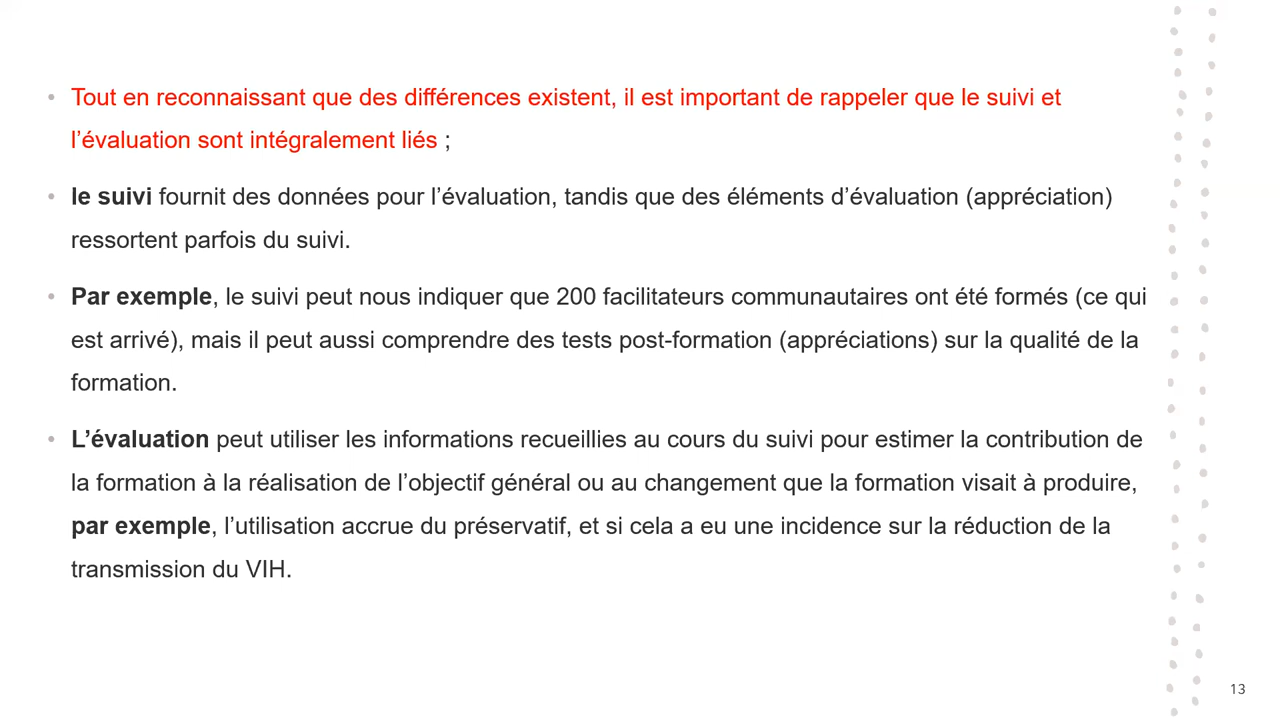 • Tout en reconnaissant que des différences existent, il est important de rappeler que le suivi et
l’évaluation sont intégralement liés ;
• le suivi fournit des données pour l’évaluation, tandis que des éléments d’évaluation (appréciation)
ressortent parfois du suivi.
• Par exemple, le suivi peut nous indiquer que 200 facilitateurs communautaires ont été formés (ce qui
est arrivé), mais il peut aussi comprendre des tests post-formation (appréciations) sur la qualité de la
formation.
• L’évaluation peut utiliser les informations recueillies au cours du suivi pour estimer la contribution de
la formation à la réalisation de l’objectif général ou au changement que la formation visait à produire,
par exemple, l’utilisation accrue du préservatif, et si cela a eu une incidence sur la réduction de la
transmission du VIH.
13